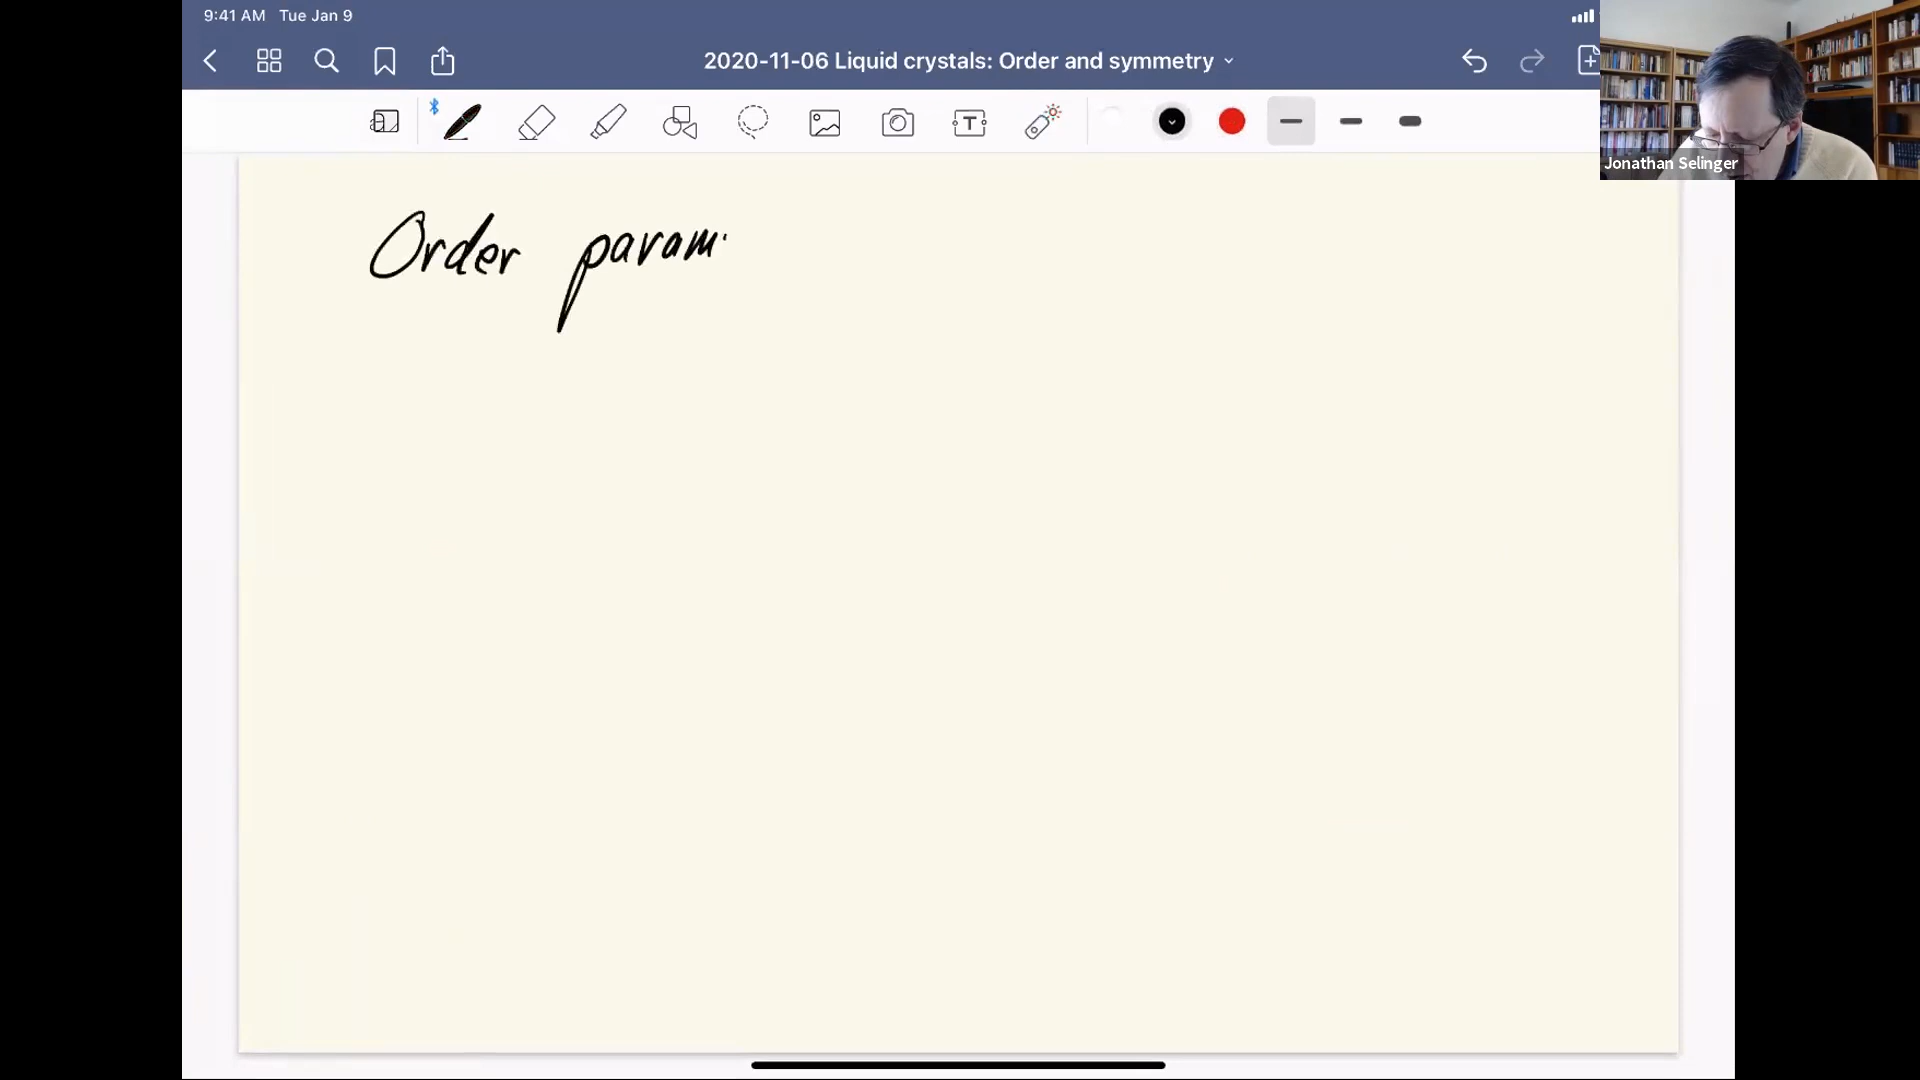 9:41 AM Tue Jan 9
2020-11-06 Liquid crystals: Order and symmetry
T
a
Jonathan Selinger
Order param